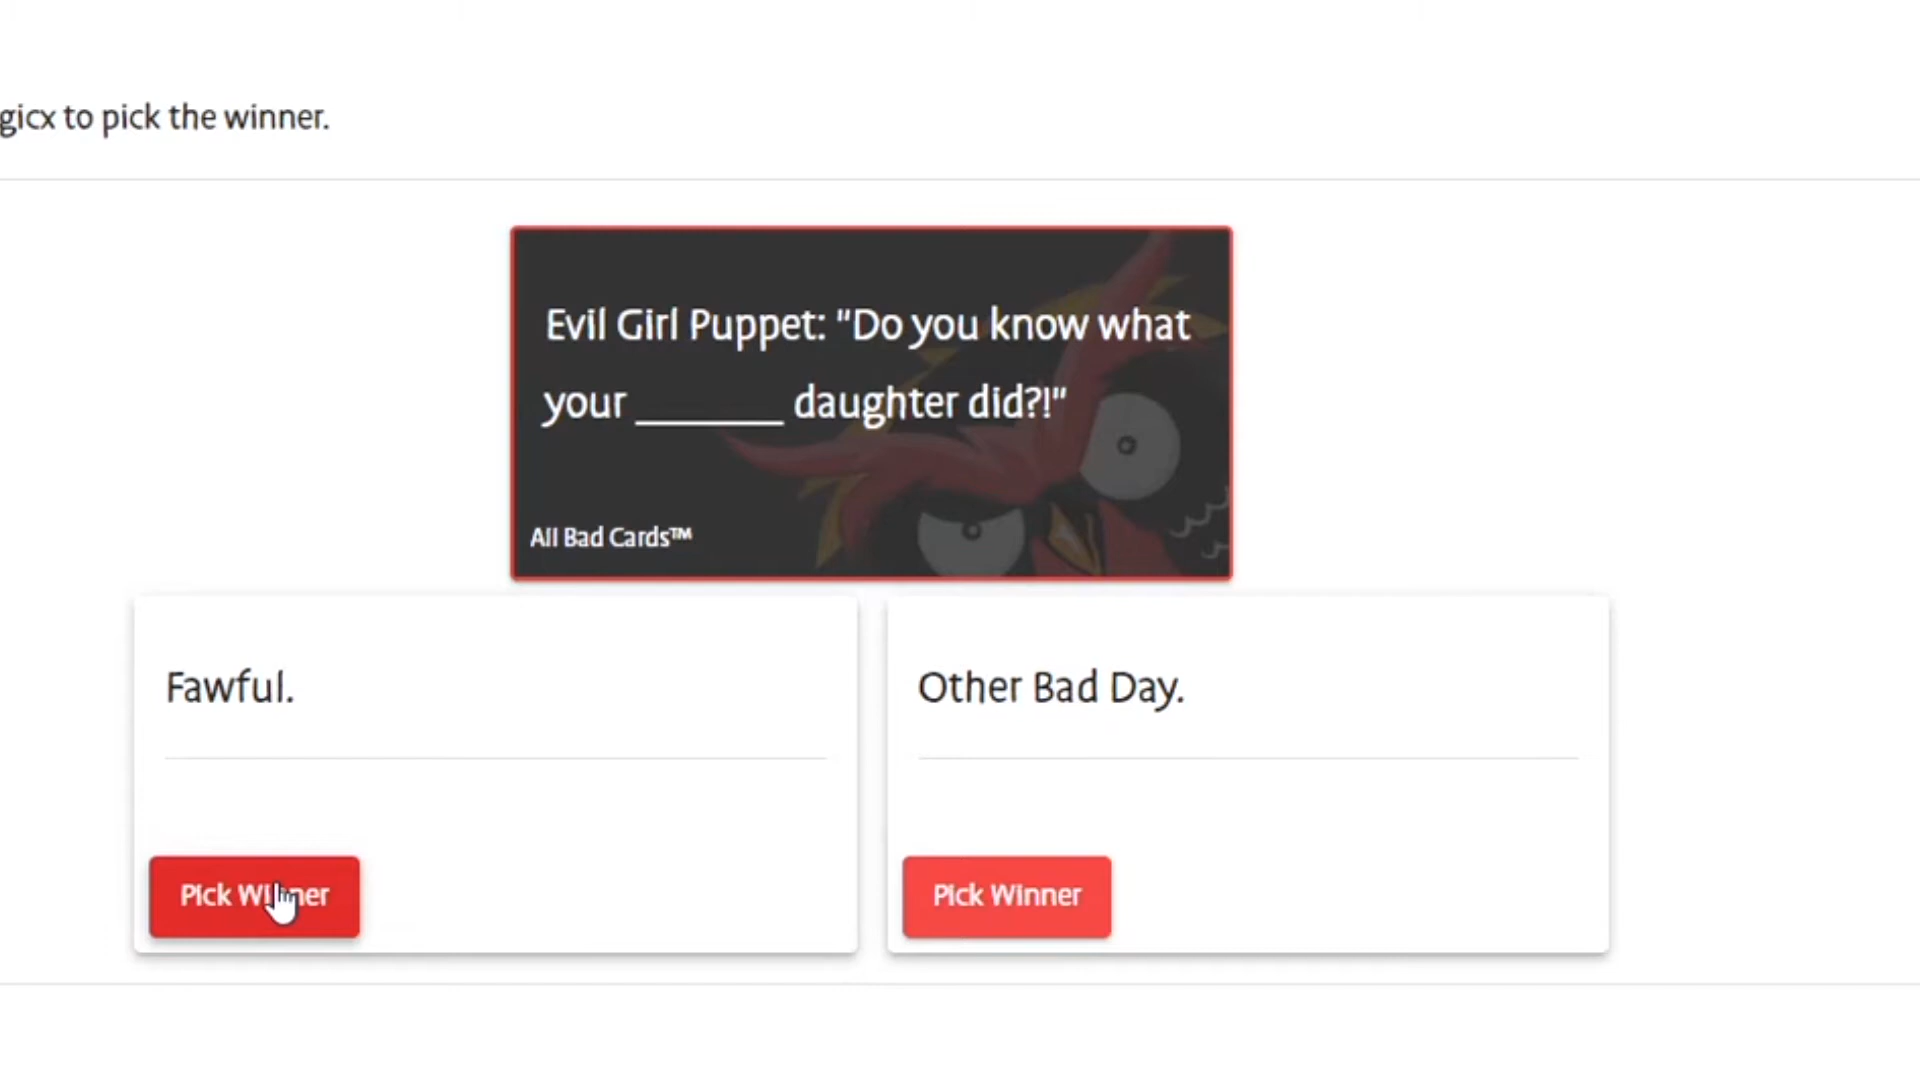 gicx to pick the winner.
Evil Girl Puppet: "Do you know what
your ________ daughter did?!"
All Bad Cards™
Fawful.
Other Bad Day.
Pick Winner
Pick Winner